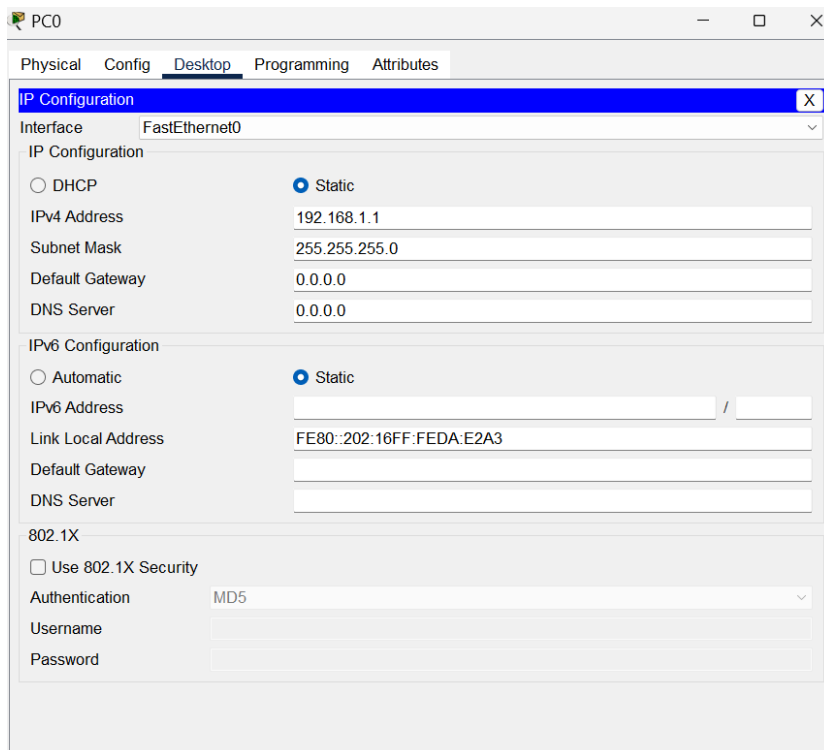 PC0
Physical Config Desktop Programming Attributes
IP Configuration X
Interface FastEthernet0
IP Configuration
DHCP Static
IPv4 Address 192.168.1.1
Subnet Mask 255.255.255.0
Default Gateway 0.0.0.0
DNS Server 0.0.0.0
IPv6 Configuration
Automatic Static
IPv6 Address /
Link Local Address FE80::202:16FF:FEDA:E2A3
Default Gateway
DNS Server
802.1X
Use 802.1X Security
Authentication MD5
Username
Password